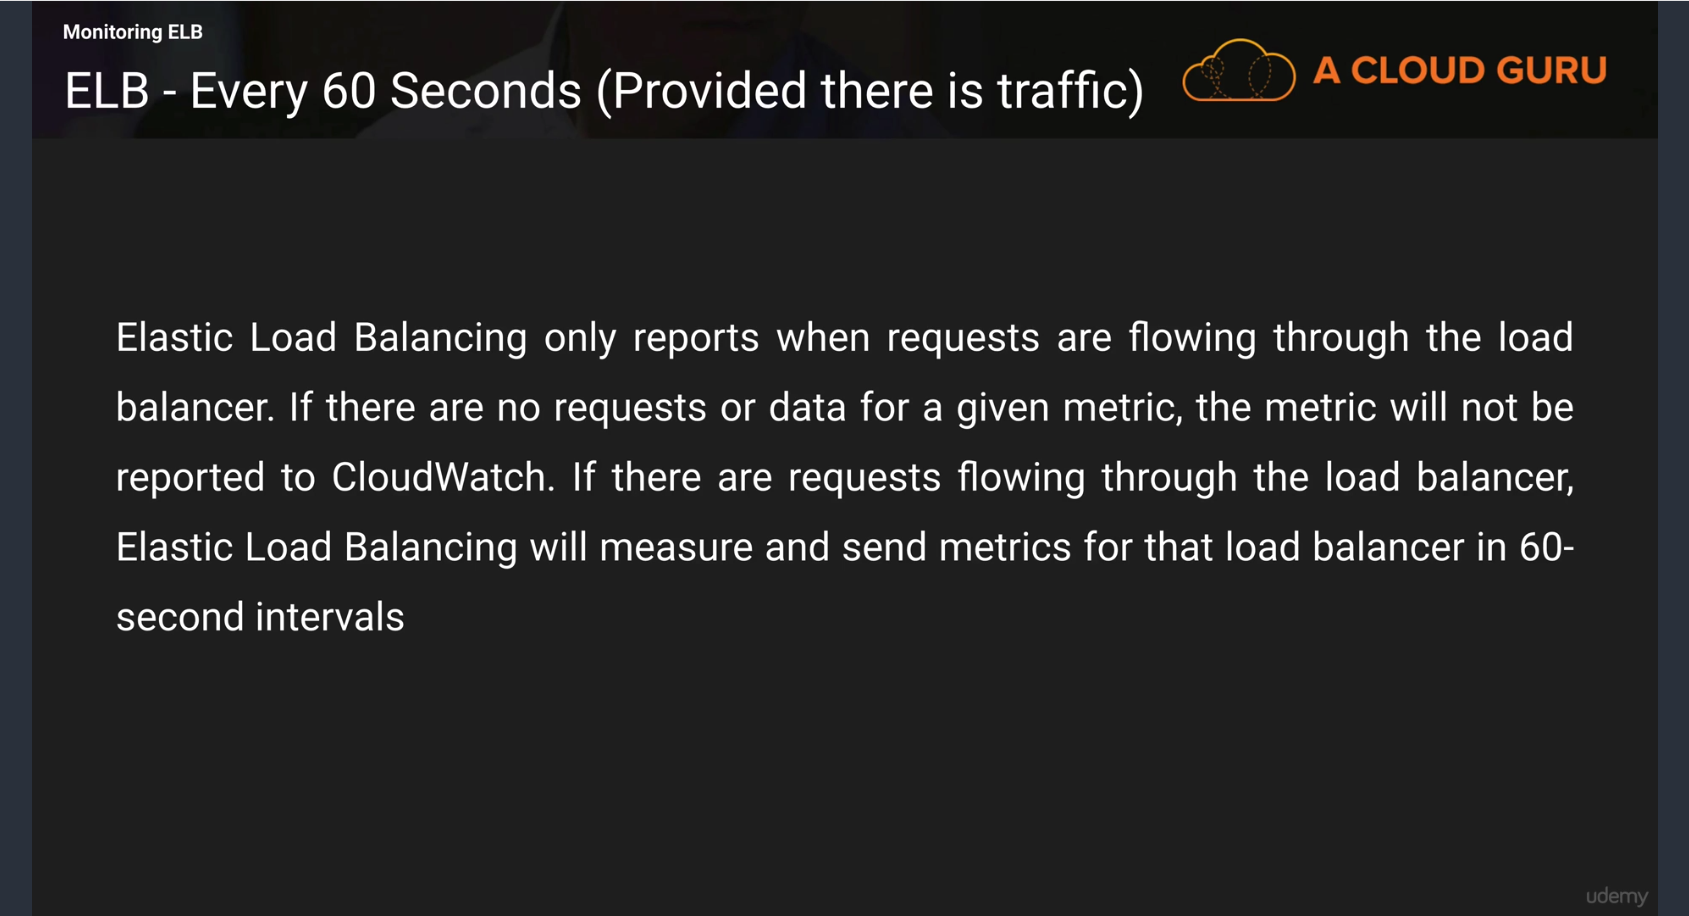 Monitoring ELB
ELB - Every 60 Seconds (Provided there is traffic)
A CLOUD GURU
Elastic Load Balancing only reports when requests are flowing through the load
balancer. If there are no requests or data for a given metric, the metric will not be
reported to CloudWatch. If there are requests flowing through the load balancer,
Elastic Load Balancing will measure and send metrics for that load balancer in 60-
second intervals
udemy